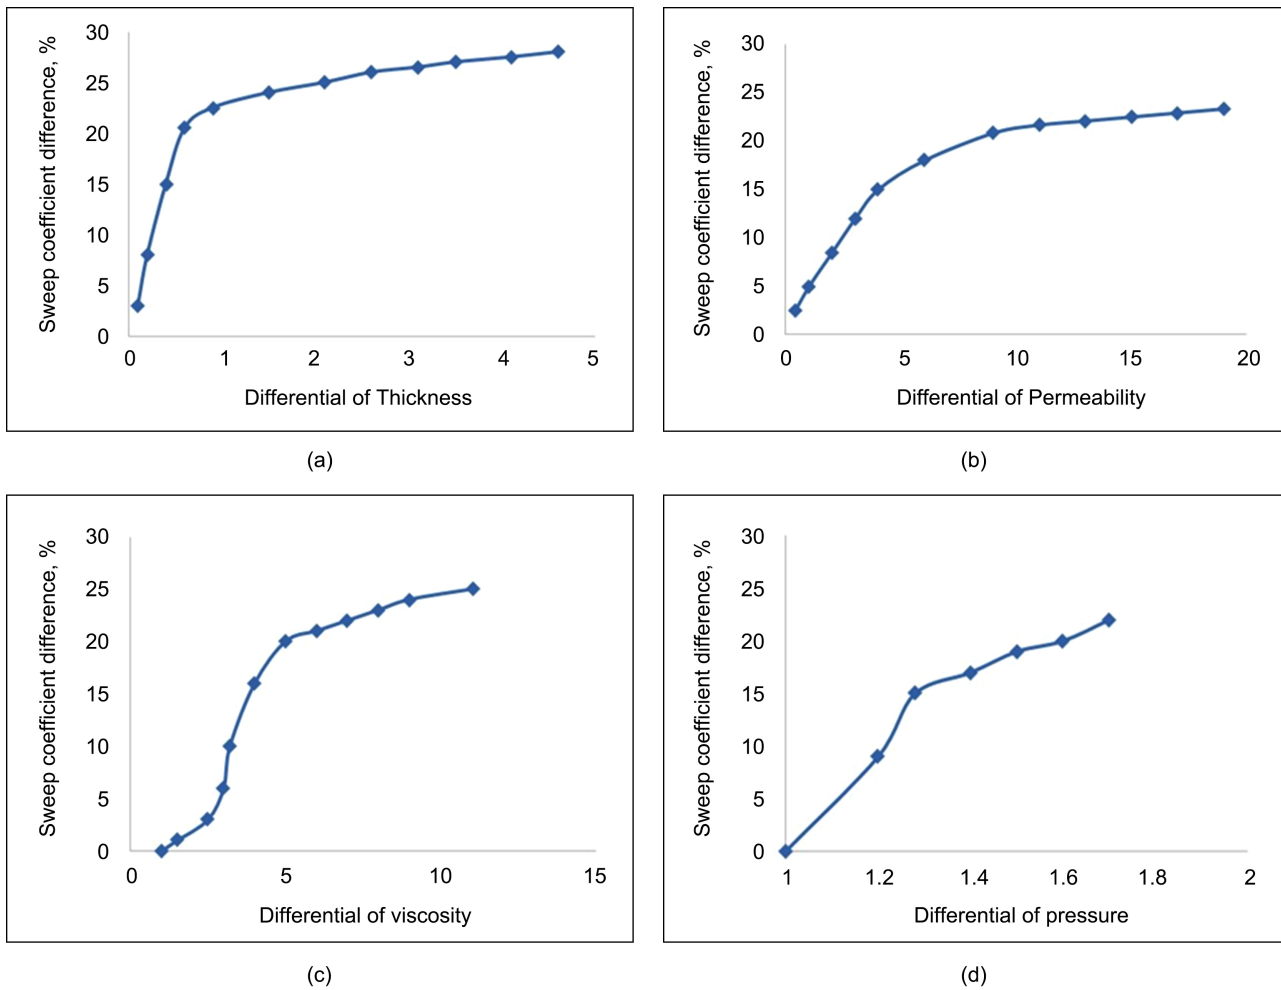 Sweep coefficient difference, %
30
25
20
15
10
5
0
0 1 2 3 4 5
Differential of Thickness
(a)
Sweep coefficient difference, %
30
25
20
15
10
5
0
0 5 10 15 20
Differential of Permeability
(b)
Sweep coefficient difference, %
30
25
20
15
10
5
0
0 5 10 15
Differential of viscosity
(c)
Sweep coefficient difference, %
30
25
20
15
10
5
0
1 1.2 1.4 1.6 1.8 2
Differential of pressure
(d)